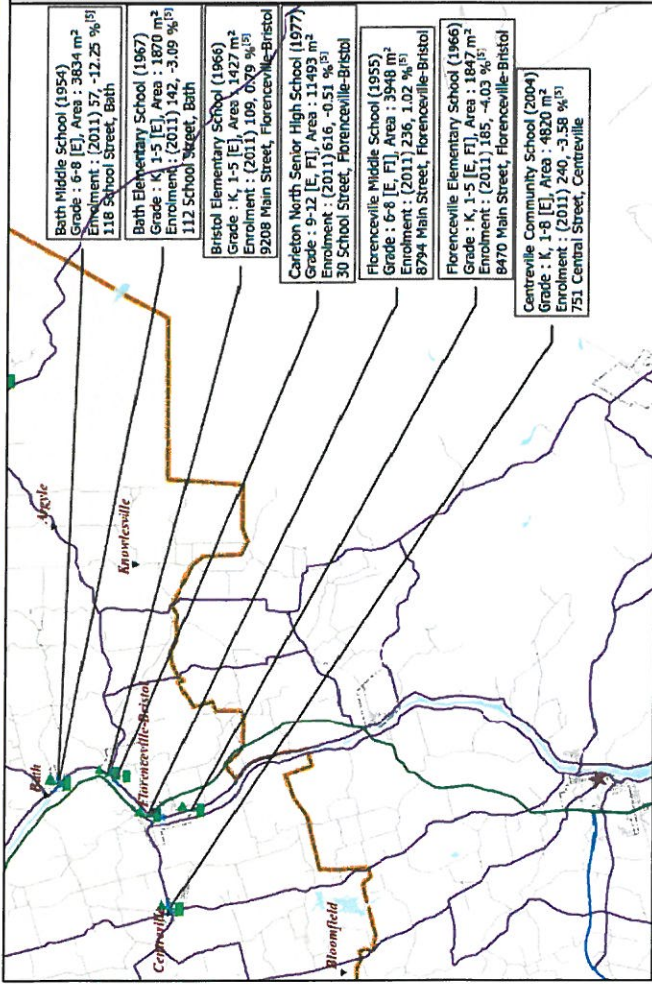 Bath Middle School (1954)
Grade : 6-8 [E], Area : 3834 m²
Enrolment : (2011) 57, -12.25 %[5]
118 School Street, Bath
Bath Elementary School (1967)
Grade : K, 1-5 [E], Area : 1870 m²
Enrolment : (2011) 142, -3.09 %[5]
112 School Street, Bath
Bristol Elementary School (1966)
Grade : K, 1-5 [E], Area : 1427 m²
Enrolment : (2011) 109, 0.79 %[5]
9208 Main Street, Florenceville-Bristol
Carleton North Senior High School (1977)
Grade : 9-12 [E, FI], Area : 11493 m²
Enrolment : (2011) 616, -0.51 %[5]
30 School Street, Florenceville-Bristol
Florenceville Middle School (1955)
Grade : 6-8 [E, FI], Area : 3948 m²
Enrolment : (2011) 236, 1.02 %[5]
8794 Main Street, Florenceville-Bristol
Florenceville Elementary School (1966)
Grade : K, 1-5 [E, FI], Area : 1847 m²
Enrolment : (2011) 185, -4.03 %[5]
8470 Main Street, Florenceville-Bristol
Centreville Community School (2004)
Grade : K, 1-8 [E], Area : 4820 m²
Enrolment : (2011) 240, -3.58 %[5]
751 Central Street, Centreville
Argyle
Knowlesville
Bath
Florenceville-Bristol
Centreville
Bloomfield